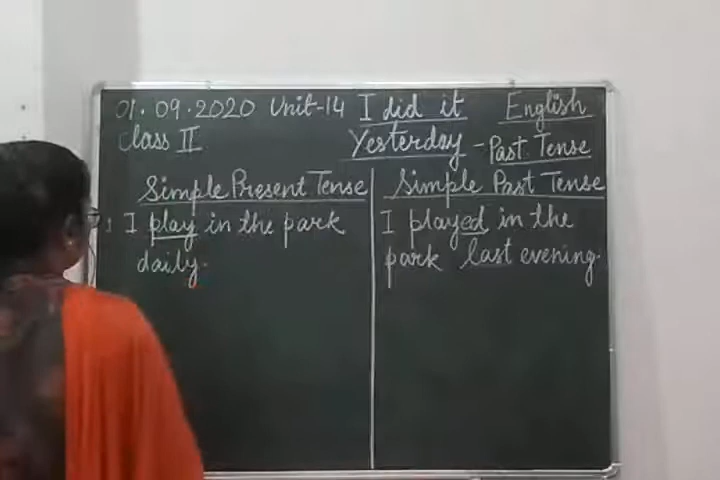 01.09.2020 Unit-14 I did it English
Class II Yesterday - Past Tense
Simple Present Tense
I play in the park
daily.
Simple Past Tense
I played in the
park last evening.